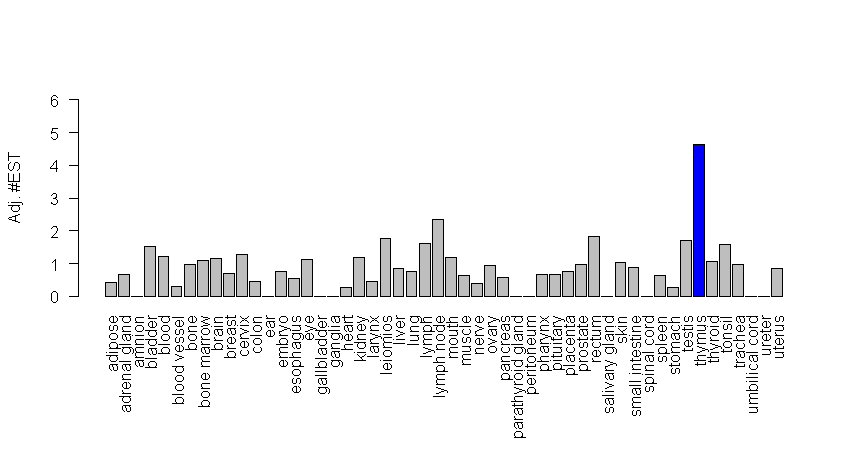 Adj. #EST
6
5
4
3
2
1
0
adipose
adrenal gland
amnion
bladder
blood
blood vessel
bone
bone marrow
brain
breast
cervix
colon
ear
embryo
esophagus
eye
gallbladder
ganglia
heart
kidney
larynx
leiomios
liver
lung
lymph
lymph node
mouth
muscle
nerve
ovary
pancreas
parathyroid gland
peritoneum
pharynx
pituitary
placenta
prostate
rectum
salivary gland
skin
small intestine
spinal cord
spleen
stomach
testis
thymus
thyroid
tonsil
trachea
umbilical cord
ureter
uterus